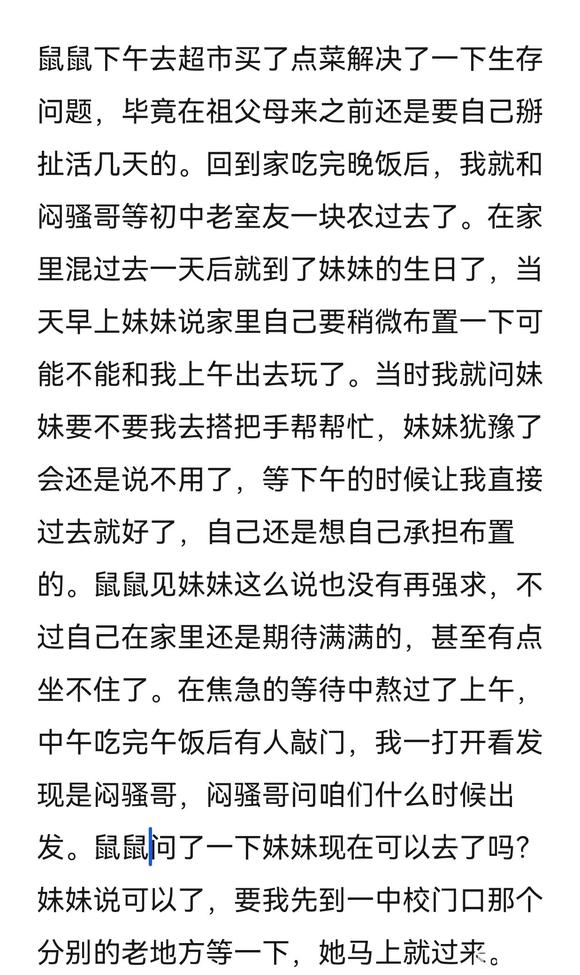 鼠鼠下午去超市买了点菜解决了一下生存
问题，毕竟在祖父母来之前还是要自己掰
扯活几天的。回到家吃完晚饭后，我就和
闷骚哥等初中老室友一块农过去了。在家
里混过去一天后就到了妹妹的生日了，当
天早上妹妹说家里自己要稍微布置一下可
能不能和我上午出去玩了。当时我就问妹
妹要不要我去搭把手帮帮忙，妹妹犹豫了
会还是说不用了，等下午的时候让我直接
过去就好了，自己还是想自己承担布置
的。鼠鼠见妹妹这么说也没有再强求，不
过自己在家里还是期待满满的，甚至有点
坐不住了。在焦急的等待中熬过了上午，
中午吃完午饭后有人敲门，我一打开看发
现是闷骚哥，闷骚哥问咱们什么时候出
发。鼠鼠问了一下妹妹现在可以去了吗？
妹妹说可以了，要我先到一中校门口那个
分别的老地方等一下，她马上就过来。